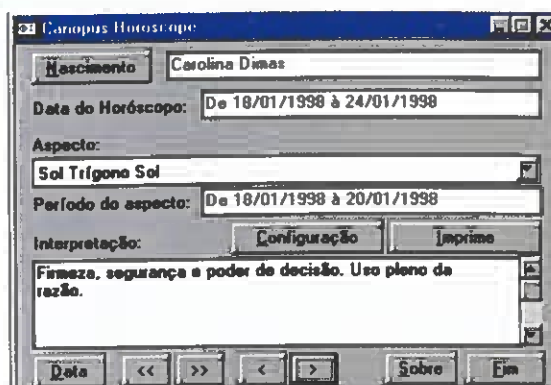 Canopus Horoscope
Nascimento Carolina Dimas
Data do Horóscopo: De 18/01/1998 à 24/01/1998
Aspecto:
Sol Trígono Sol
Período do aspecto: De 18/01/1998 à 20/01/1998
Interpretação: Configuração Imprime
Firmeza, segurança e poder de decisão. Uso pleno da
razão.
Data << >> < > Sobre Fim